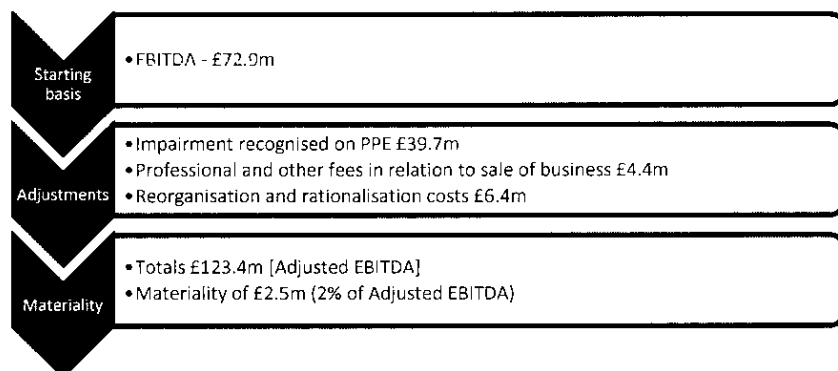 Starting
basis
•EBITDA - £72.9m
Adjustments
•Impairment recognised on PPE £39.7m
•Professional and other fees in relation to sale of business £4.4m
•Reorganisation and rationalisation costs £6.4m
Materiality
•Totals £123.4m [Adjusted EBITDA]
•Materiality of £2.5m (2% of Adjusted EBITDA)